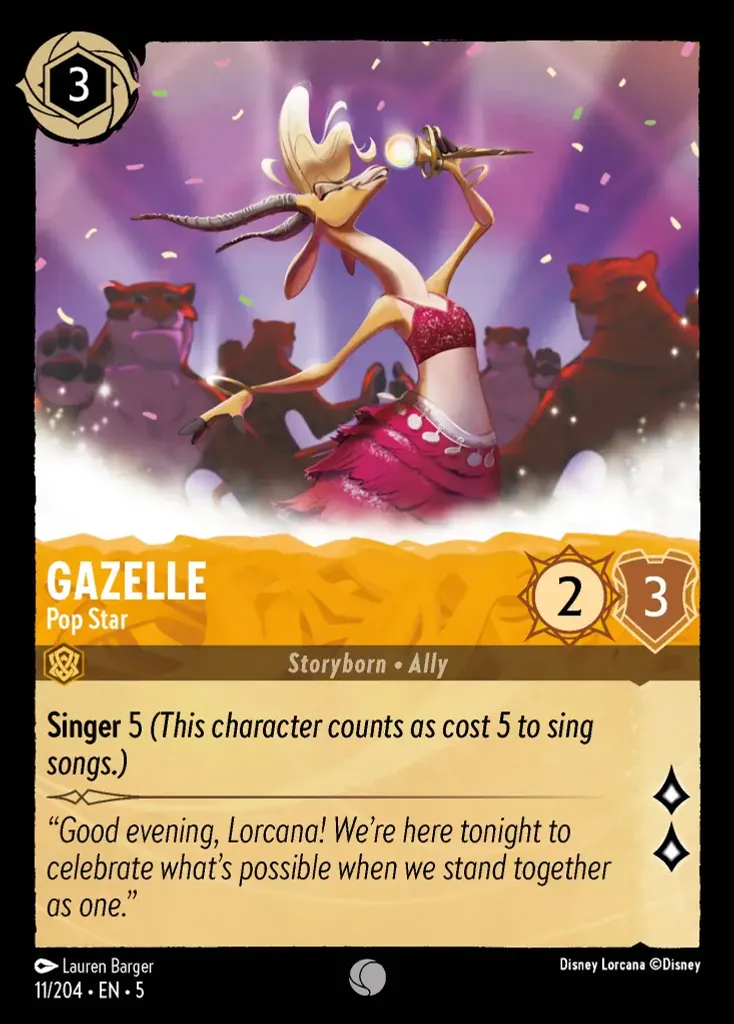 3
GAZELLE
Pop Star
2
3
Storyborn • Ally
Singer 5 (This character counts as cost 5 to sing
songs.)
“Good evening, Lorcana! We’re here tonight to
celebrate what’s possible when we stand together
as one.”
Lauren Barger
Disney Lorcana ©Disney
11/204 • EN • 5